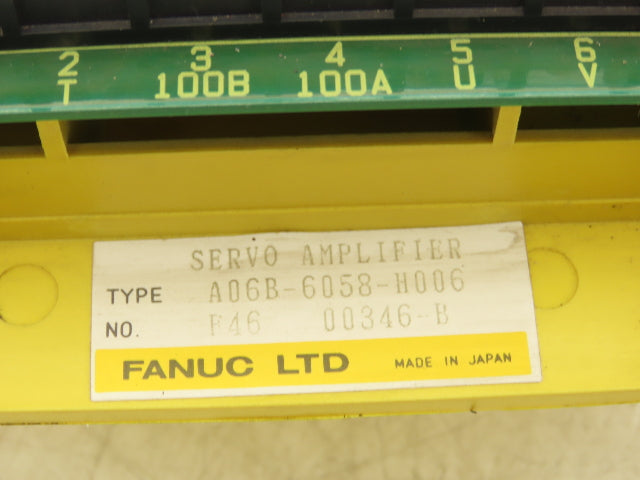 2 3 4 5 6
T 100B 100A U V
SERVO AMPLIFIER
TYPE A06B-6058-H006
NO. F46 00346-B
FANUC LTD MADE IN JAPAN